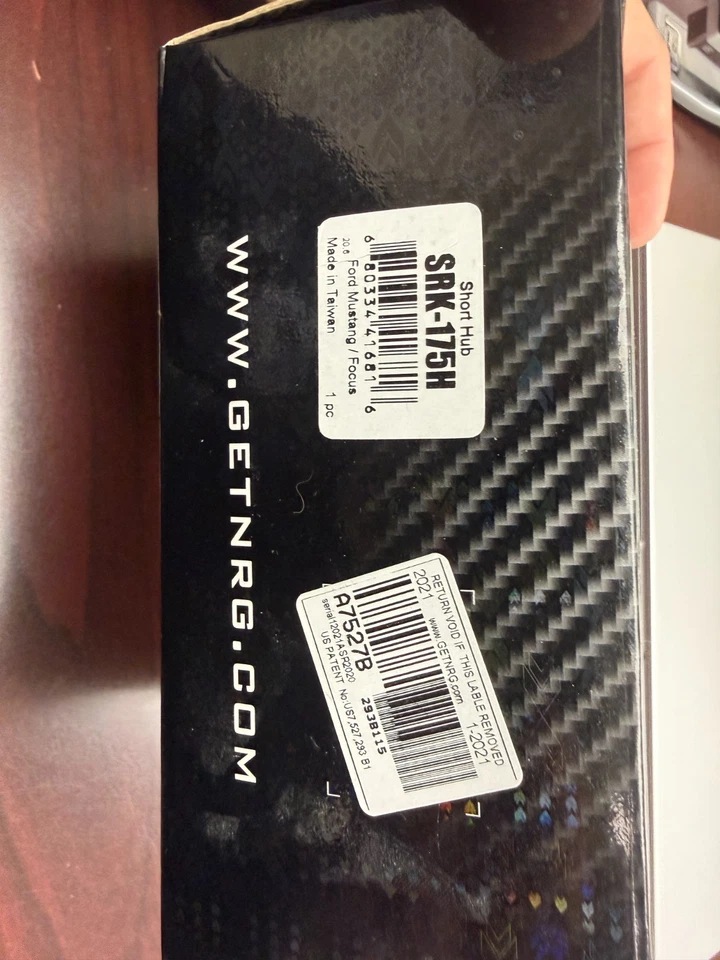 Short Hub
SRK-175H
6 80334 41681 6
20.6 Ford Mustang / Focus
Made in Taiwan 1 pc
WWW.GETNRG.COM
RETURN VOID IF THIS LABLE REMOVED
2021 www.GETNRG.com 1-2021
A7527B 2938115
serial12021ASR2020
US PATENT No:US7,527,293 B1